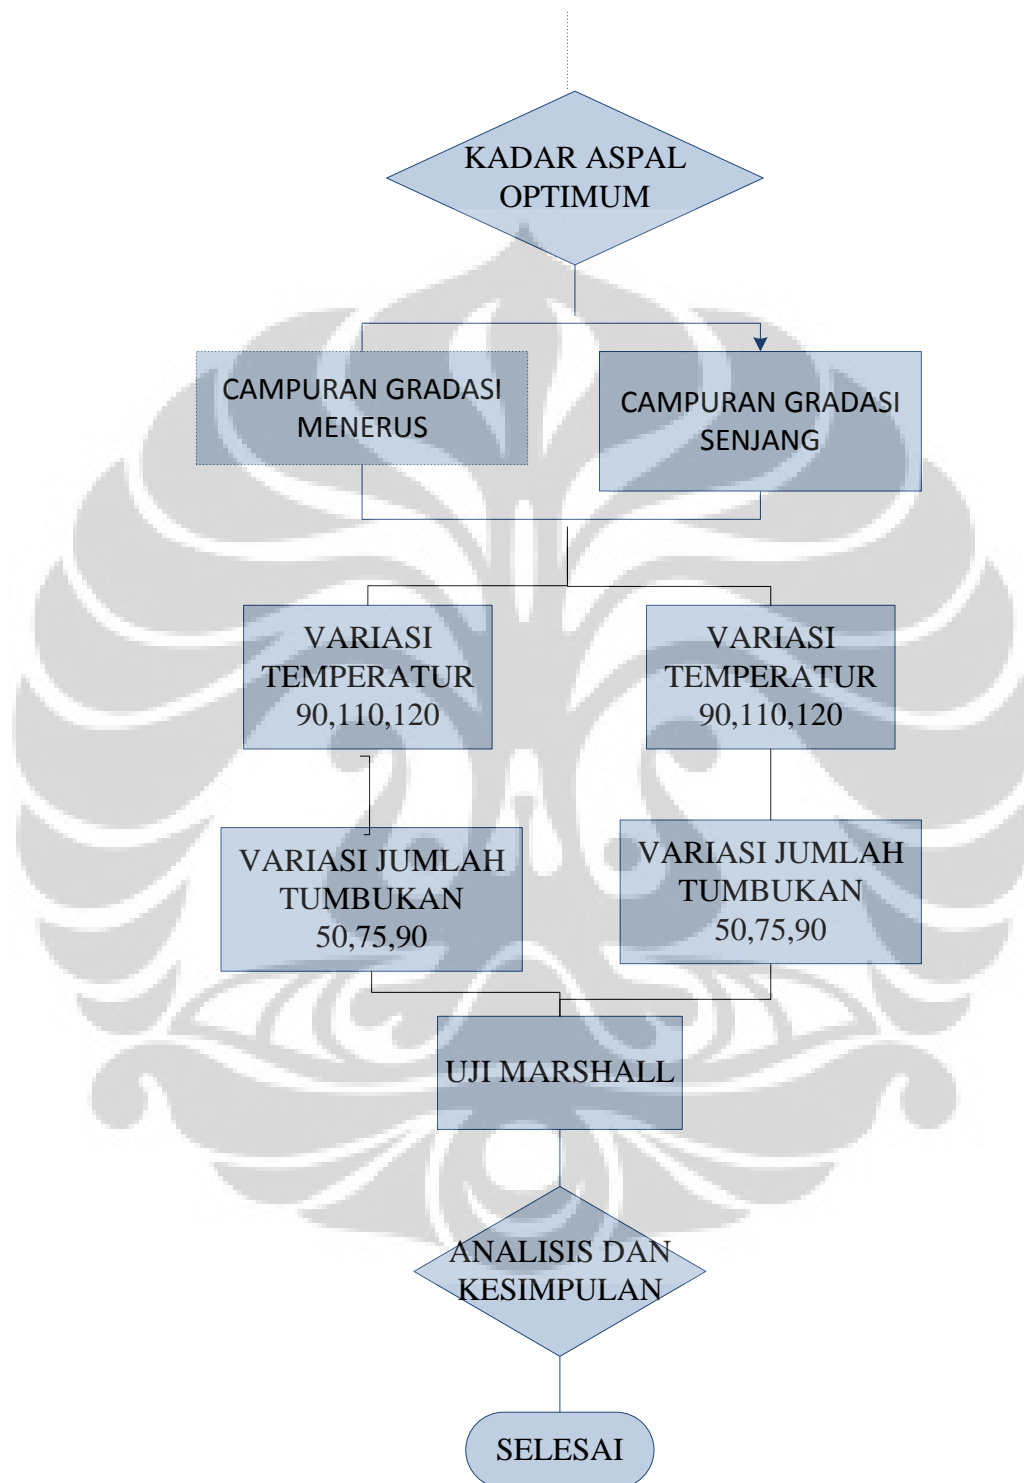 KADAR ASPAL
OPTIMUM
CAMPURAN GRADASI
MENERUS
CAMPURAN GRADASI
SENJANG
VARIASI
TEMPERATUR
90,110,120
VARIASI
TEMPERATUR
90,110,120
VARIASI JUMLAH
TUMBUKAN
50,75,90
VARIASI JUMLAH
TUMBUKAN
50,75,90
UJI MARSHALL
ANALISIS DAN
KESIMPULAN
SELESAI